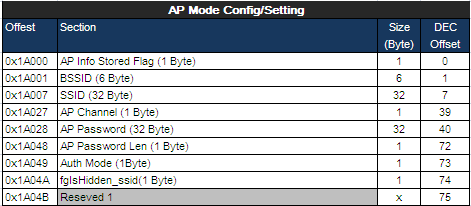 AP Mode Config/Setting
Offest Section Size (Byte) DEC Offset
0x1A000 AP Info Stored Flag (1 Byte) 1 0
0x1A001 BSSID (6 Byte) 6 1
0x1A007 SSID (32 Byte) 32 7
0x1A027 AP Channel (1 Byte) 1 39
0x1A028 AP Password (32 Byte) 32 40
0x1A048 AP Password Len (1 Byte) 1 72
0x1A049 Auth Mode (1Byte) 1 73
0x1A04A fgIsHidden_ssid(1 Byte) 1 74
0x1A04B Reseved 1 x 75